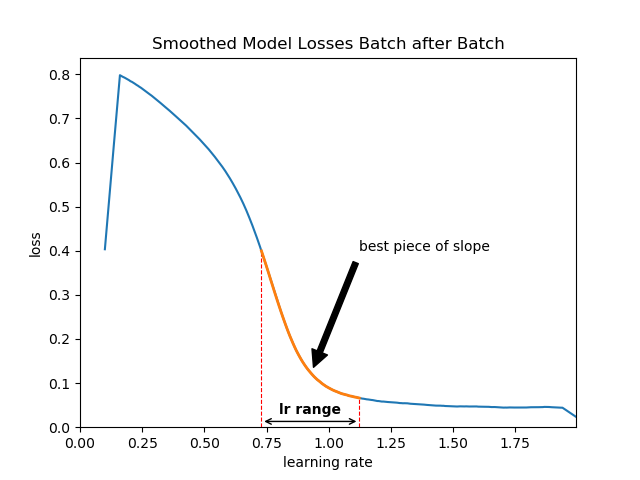 Smoothed Model Losses Batch after Batch
0.8
0.7
0.6
0.5
0.4
0.3
0.2
0.1
0.0
loss
best piece of slope
lr range
0.00 0.25 0.50 0.75 1.00 1.25 1.50 1.75
learning rate